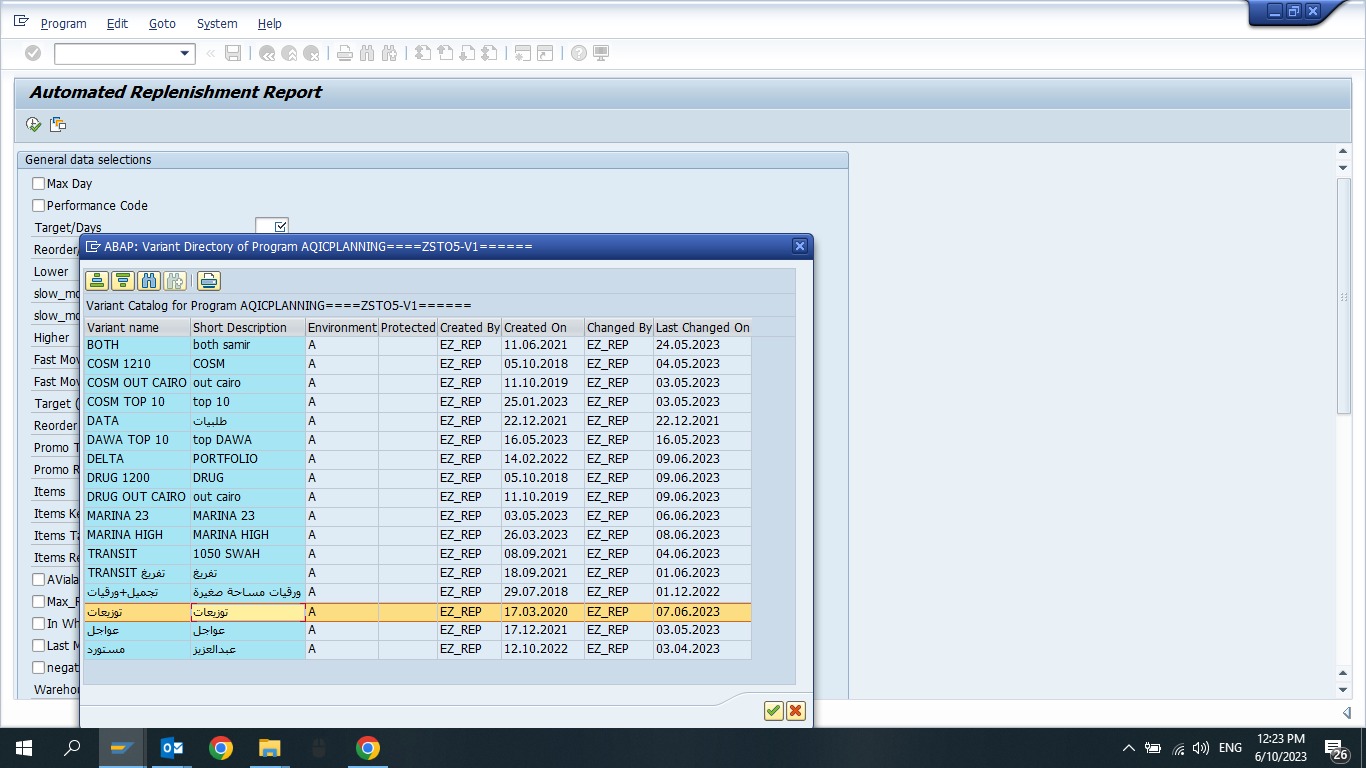 Program Edit Goto System Help
Automated Replenishment Report
General data selections
Max Day
Performance Code
Target/Days
Reorder/
Lower
slow_mo
slow_mo
Higher
Fast Mov
Fast Mov
Target (
Reorder
Promo T
Promo R
Items
Items Ke
Items Ta
Items Re
AViala
Max_R
In Wh
Last M
negat
Warehou
ABAP: Variant Directory of Program AQICPLANNING====ZSTO5-V1======
Variant Catalog for Program AQICPLANNING====ZSTO5-V1======
Variant name Short Description Environment Protected Created By Created On Changed By Last Changed On
BOTH both samir A EZ_REP 11.06.2021 EZ_REP 24.05.2023
COSM 1210 COSM A EZ_REP 05.10.2018 EZ_REP 04.05.2023
COSM OUT CAIRO out cairo A EZ_REP 11.10.2019 EZ_REP 03.05.2023
COSM TOP 10 top 10 A EZ_REP 25.01.2023 EZ_REP 03.05.2023
DATA طلبيات A EZ_REP 22.12.2021 EZ_REP 22.12.2021
DAWA TOP 10 top DAWA A EZ_REP 16.05.2023 EZ_REP 16.05.2023
DELTA PORTFOLIO A EZ_REP 14.02.2022 EZ_REP 09.06.2023
DRUG 1200 DRUG A EZ_REP 05.10.2018 EZ_REP 09.06.2023
DRUG OUT CAIRO out cairo A EZ_REP 11.10.2019 EZ_REP 09.06.2023
MARINA 23 MARINA 23 A EZ_REP 03.05.2023 EZ_REP 06.06.2023
MARINA HIGH MARINA HIGH A EZ_REP 26.03.2023 EZ_REP 08.06.2023
TRANSIT 1050 SWAH A EZ_REP 08.09.2021 EZ_REP 04.06.2023
TRANSIT تفريغ تفريغ A EZ_REP 18.09.2021 EZ_REP 01.06.2023
تجميل+ورقيات ورقيات مساحة صغيرة A EZ_REP 29.07.2018 EZ_REP 01.12.2022
توزيعات توزيعات A EZ_REP 17.03.2020 EZ_REP 07.06.2023
عواجل عواجل A EZ_REP 17.12.2021 EZ_REP 03.05.2023
مستورد عبدالعزيز A EZ_REP 12.10.2022 EZ_REP 03.04.2023
ENG
12:23 PM
6/10/2023
26